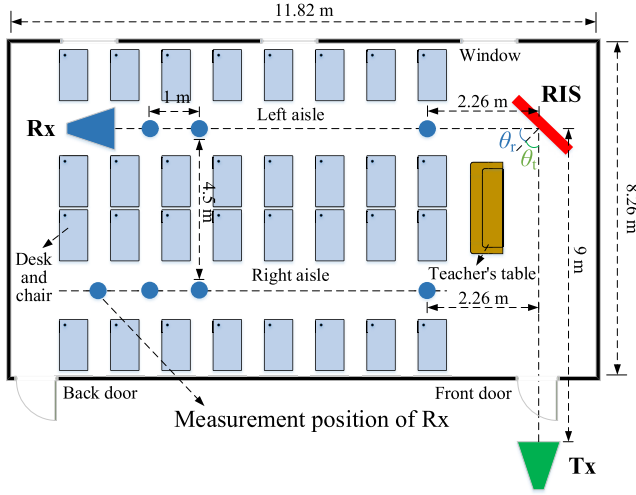 11.82 m
Window
RIS
1 m
2.26 m
Rx
Left aisle
θr
θt
4.5 m
8.26 m
9 m
Desk
and
chair
Right aisle
Teacher's table
2.26 m
Back door
Front door
Measurement position of Rx
Tx